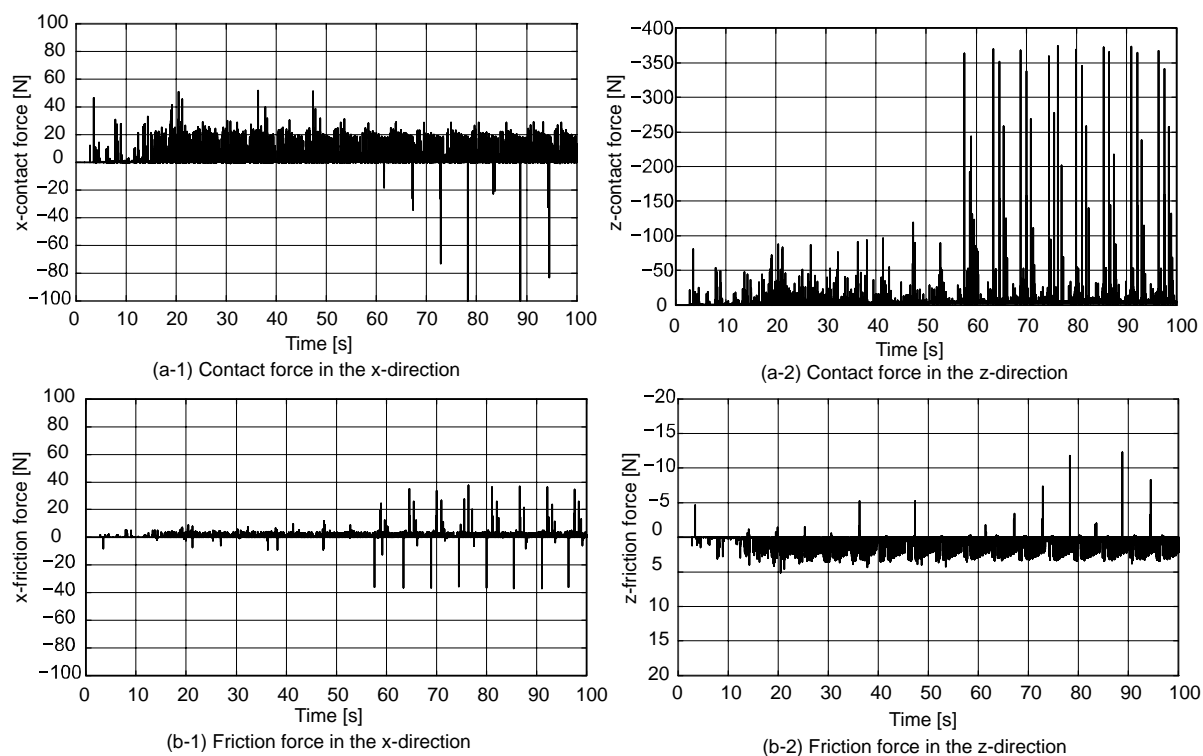 x-contact force [N]
100
80
60
40
20
0
−20
−40
−60
−80
−100
0 10 20 30 40 50 60 70 80 90 100
Time [s]
(a-1) Contact force in the x-direction
z-contact force [N]
−400
−350
−300
−250
−200
−150
−100
−50
0
0 10 20 30 40 50 60 70 80 90 100
Time [s]
(a-2) Contact force in the z-direction
x-friction force [N]
100
80
60
40
20
0
−20
−40
−60
−80
−100
0 10 20 30 40 50 60 70 80 90 100
Time [s]
(b-1) Friction force in the x-direction
z-friction force [N]
−20
−15
−10
−5
0
5
10
15
20
0 10 20 30 40 50 60 70 80 90 100
Time [s]
(b-2) Friction force in the z-direction